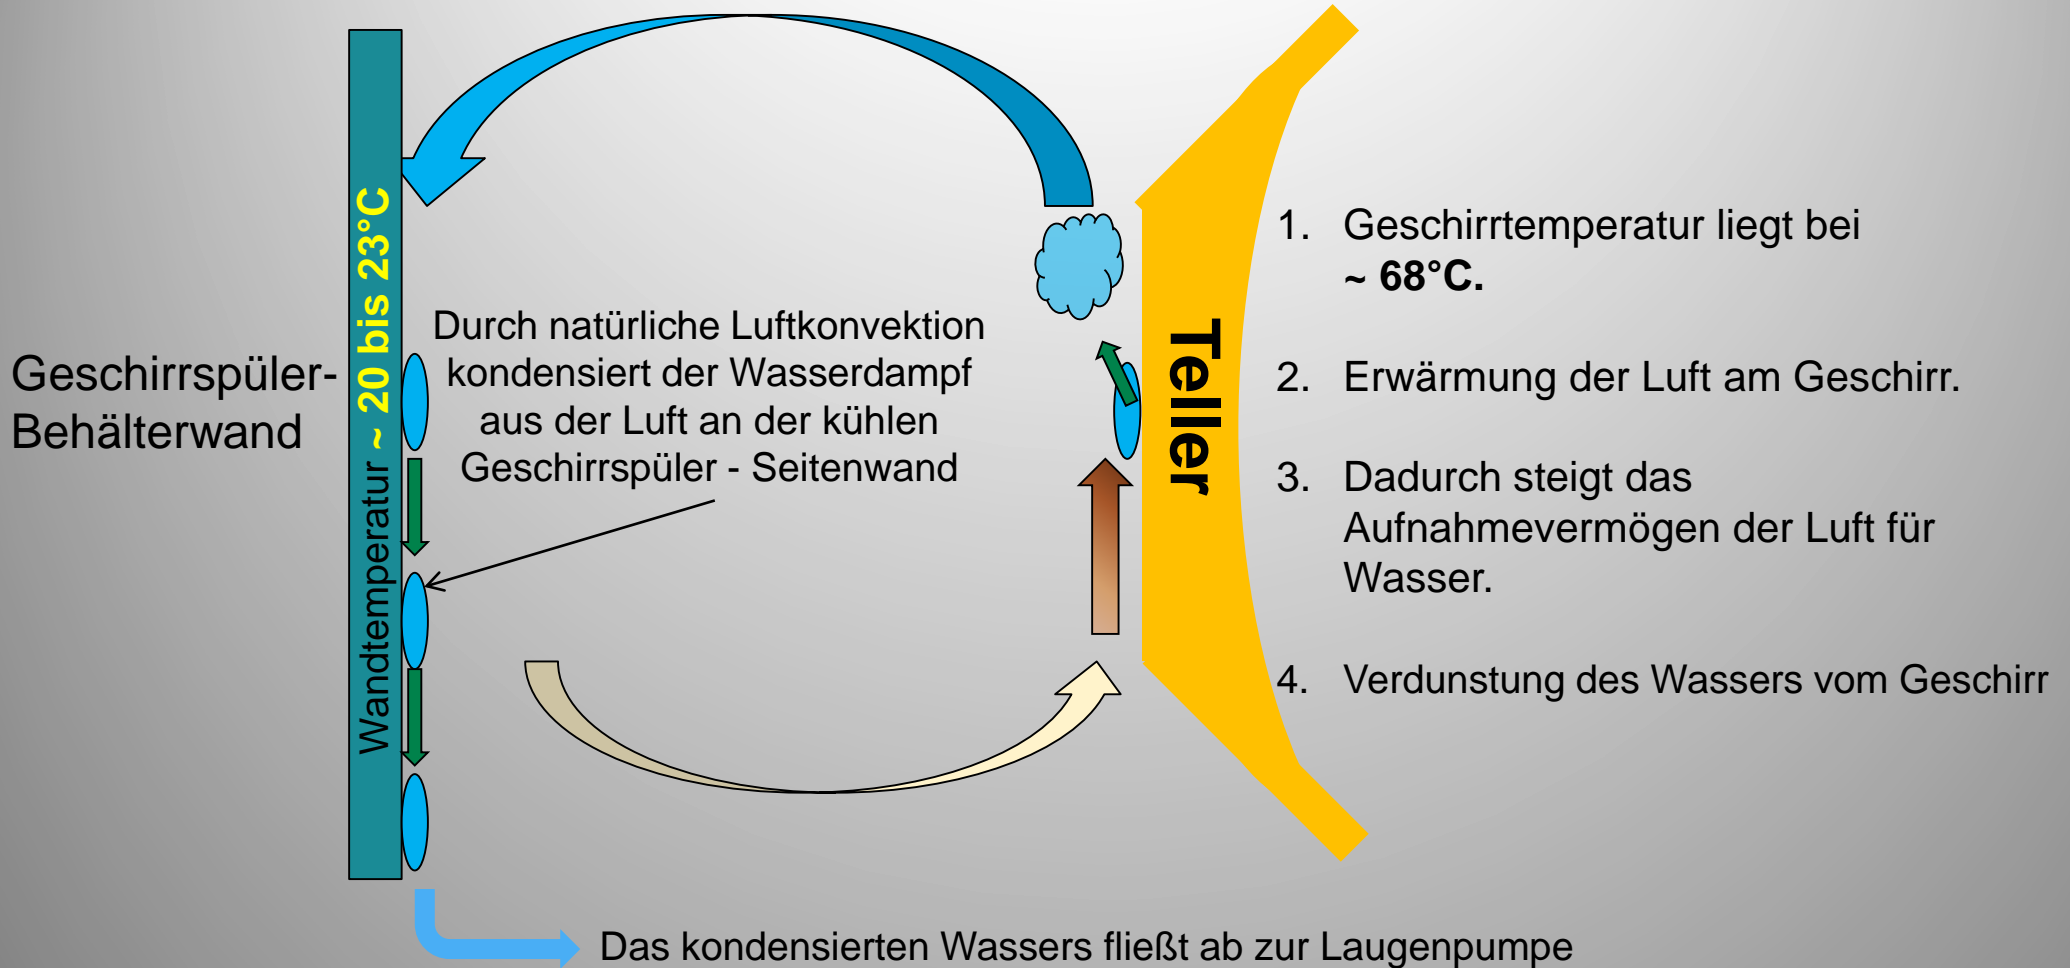 Geschirrspüler-
Behälterwand
Wandtemperatur ~ 20 bis 23°C
Durch natürliche Luftkonvektion
kondensiert der Wasserdampf
aus der Luft an der kühlen
Geschirrspüler - Seitenwand
Teller
1. Geschirrtemperatur liegt bei
~ 68°C.
2. Erwärmung der Luft am Geschirr.
3. Dadurch steigt das
Aufnahmevermögen der Luft für
Wasser.
4. Verdunstung des Wassers vom Geschirr
Das kondensierten Wassers fließt ab zur Laugenpumpe